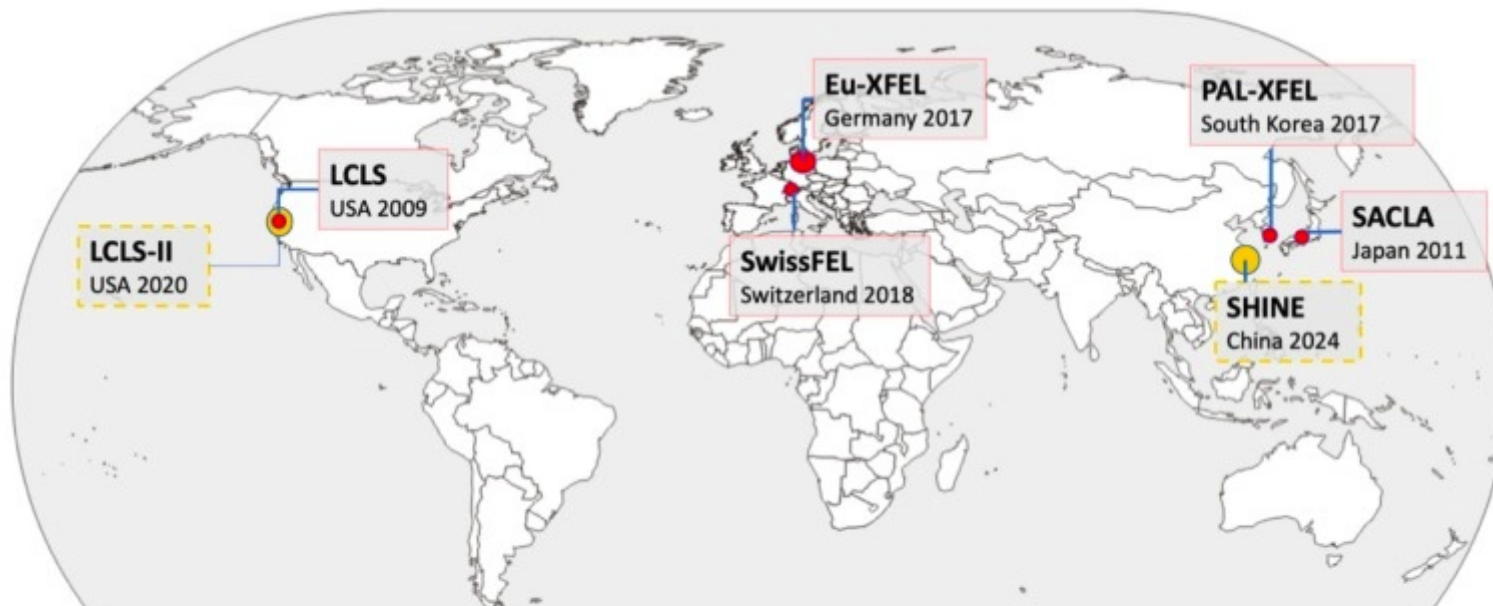 Eu-XFEL
Germany 2017
PAL-XFEL
South Korea 2017
LCLS
USA 2009
SACLA
Japan 2011
LCLS-II
USA 2020
SwissFEL
Switzerland 2018
SHINE
China 2024